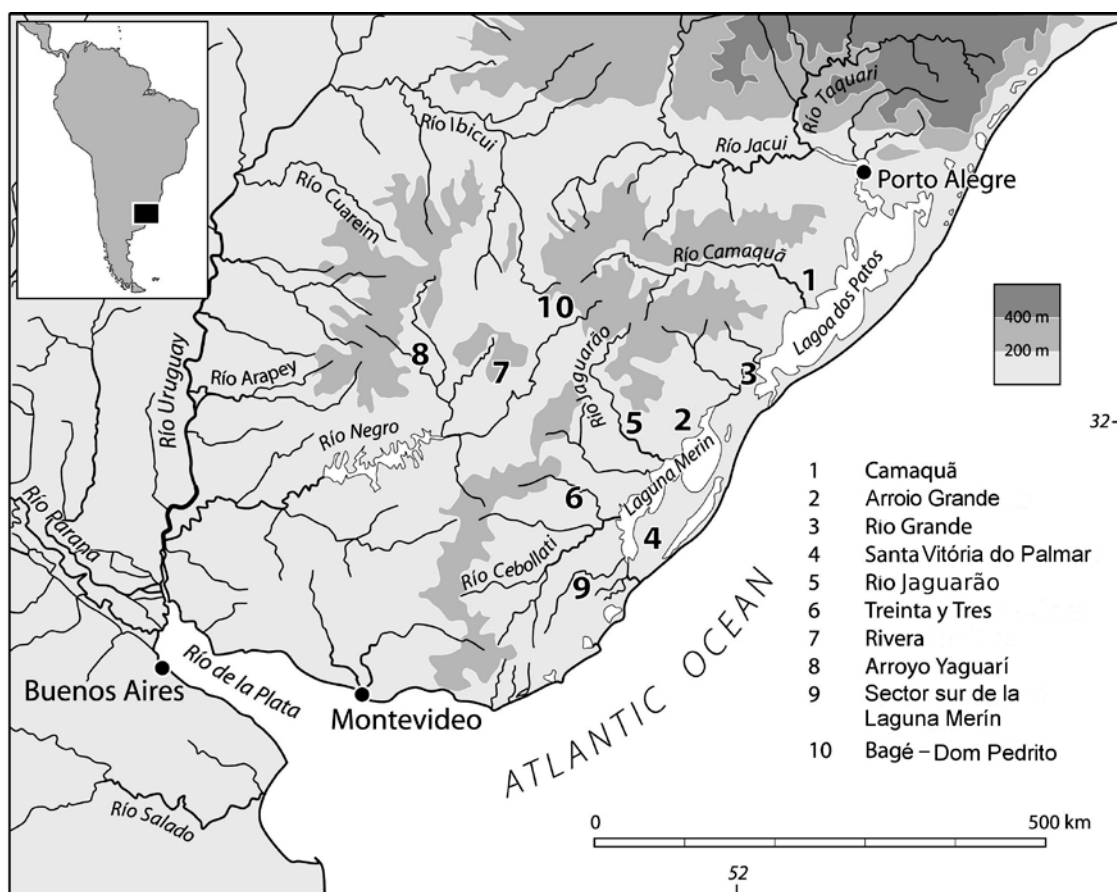 Río Taquari
Río Ibicui
Río Jacui
Porto Alegre
Río Cuareim
Río Camaquã
1
Lagoa dos Patos
10
400 m
200 m
Río Uruguay
8
7
Río Jaguarão
3
Río Arapey
5
2
32
Río Negro
Laguna Merin
6
4
Río Paraná
Río Cebollati
9
Río de la Plata
Buenos Aires
Montevideo
ATLANTIC OCEAN
Río Salado
1 Camaquã
2 Arroio Grande
3 Rio Grande
4 Santa Vitória do Palmar
5 Rio Jaguarão
6 Treinta y Tres
7 Rivera
8 Arroyo Yaguarí
9 Sector sur de la
Laguna Merín
10 Bagé – Dom Pedrito
0 500 km
52